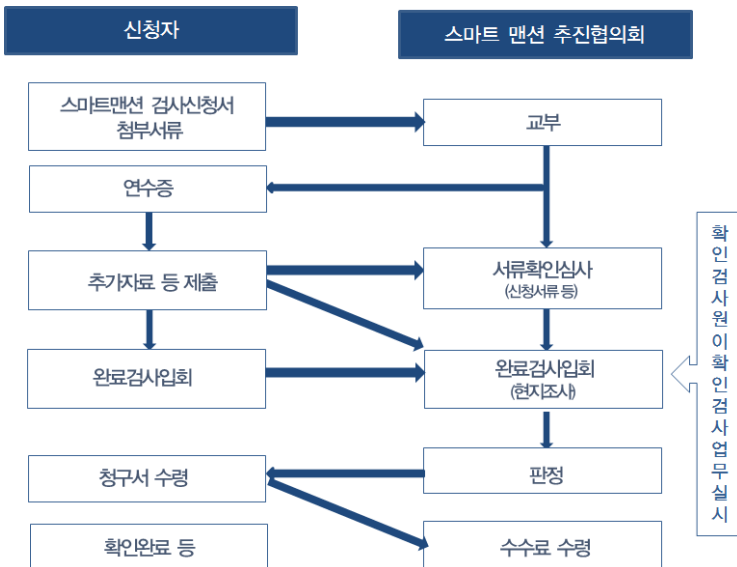 신청자
스마트 맨션 추진협의회
스마트맨션 검사신청서
첨부서류
교부
연수증
추가자료 등 제출
서류확인심사
(신청서류 등)
완료검사입회
완료검사입회
(현지조사)
확인검사원이확인검사업무실시
청구서 수령
판정
확인완료 등
수수료 수령